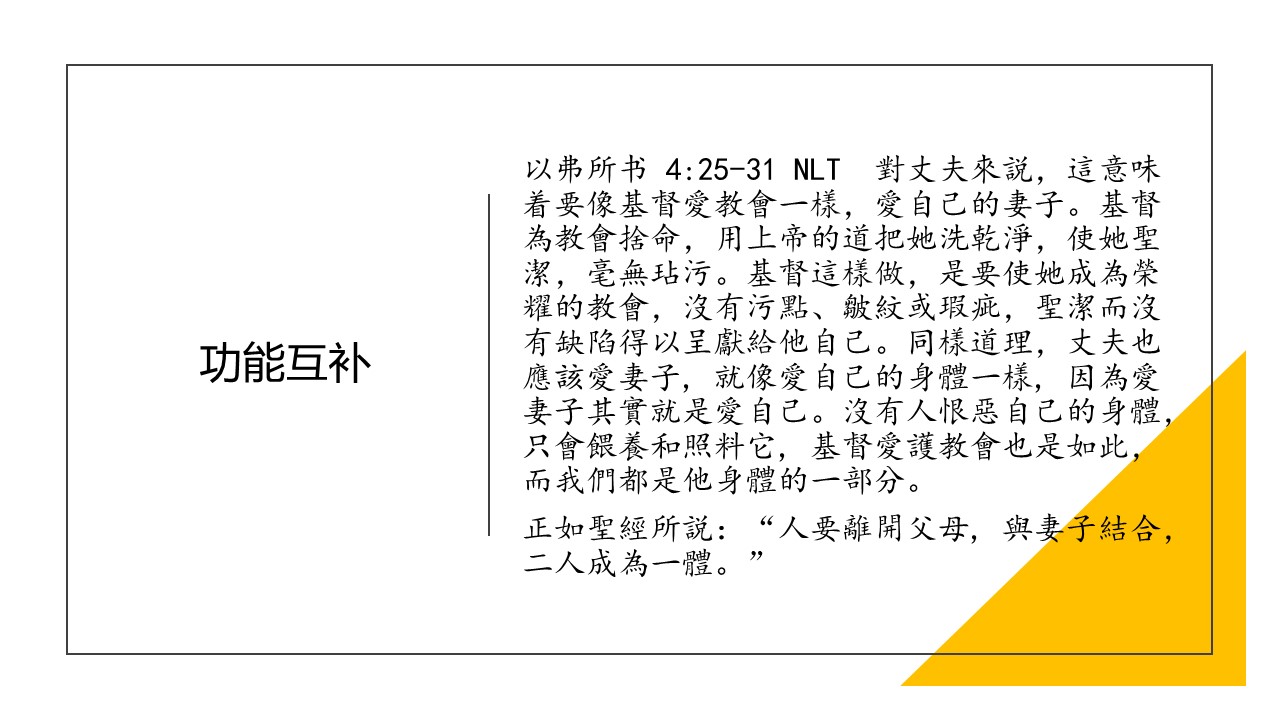 功能互补
以弗所书 4:25-31 NLT  對丈夫來説，這意味
着要像基督愛教會一樣，愛自己的妻子。基督
為教會捨命，用上帝的道把她洗乾淨，使她聖
潔，毫無玷污。基督這樣做，是要使她成為榮
耀的教會，沒有污點、皺紋或瑕疵，聖潔而沒
有缺陷得以呈獻給他自己。同樣道理，丈夫也
應該愛妻子，就像愛自己的身體一樣，因為愛
妻子其實就是愛自己。沒有人恨惡自己的身體，
只會餵養和照料它，基督愛護教會也是如此，
而我們都是他身體的一部分。
正如聖經所説：“人要離開父母，與妻子結合，
二人成為一體。”